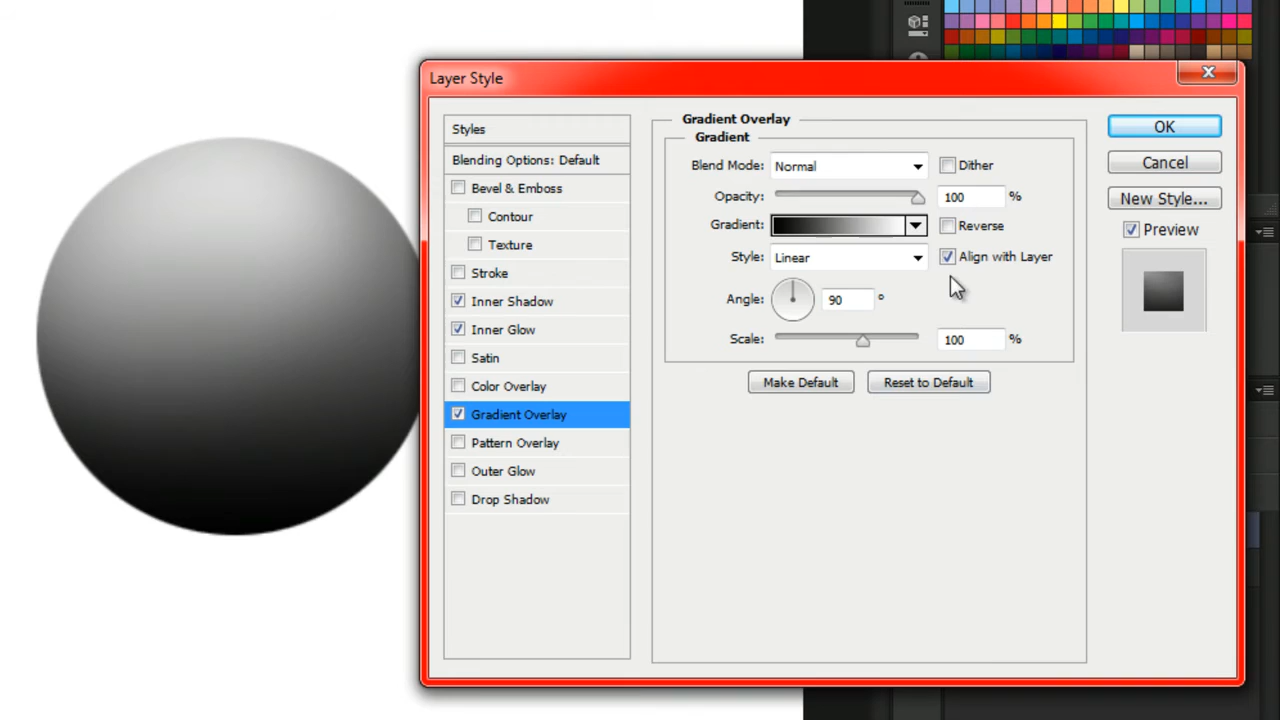 Layer Style
Styles
Blending Options: Default
Bevel & Emboss
Contour
Texture
Stroke
Inner Shadow
Inner Glow
Satin
Color Overlay
Gradient Overlay
Pattern Overlay
Outer Glow
Drop Shadow
Gradient Overlay
Gradient
Blend Mode: Normal Dither
Opacity: 100 %
Gradient: Reverse
Style: Linear Align with Layer
Angle: 90 °
Scale: 100 %
Make Default Reset to Default
OK
Cancel
New Style...
Preview